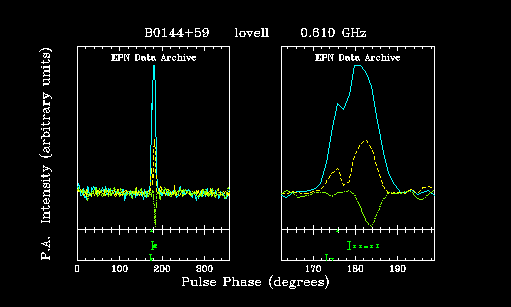 B0144+59 lovell 0.610 GHz
EPN Data Archive EPN Data Archive
P.A. Intensity (arbitrary units)
0 100 200 300 170 180 190
Pulse Phase (degrees)